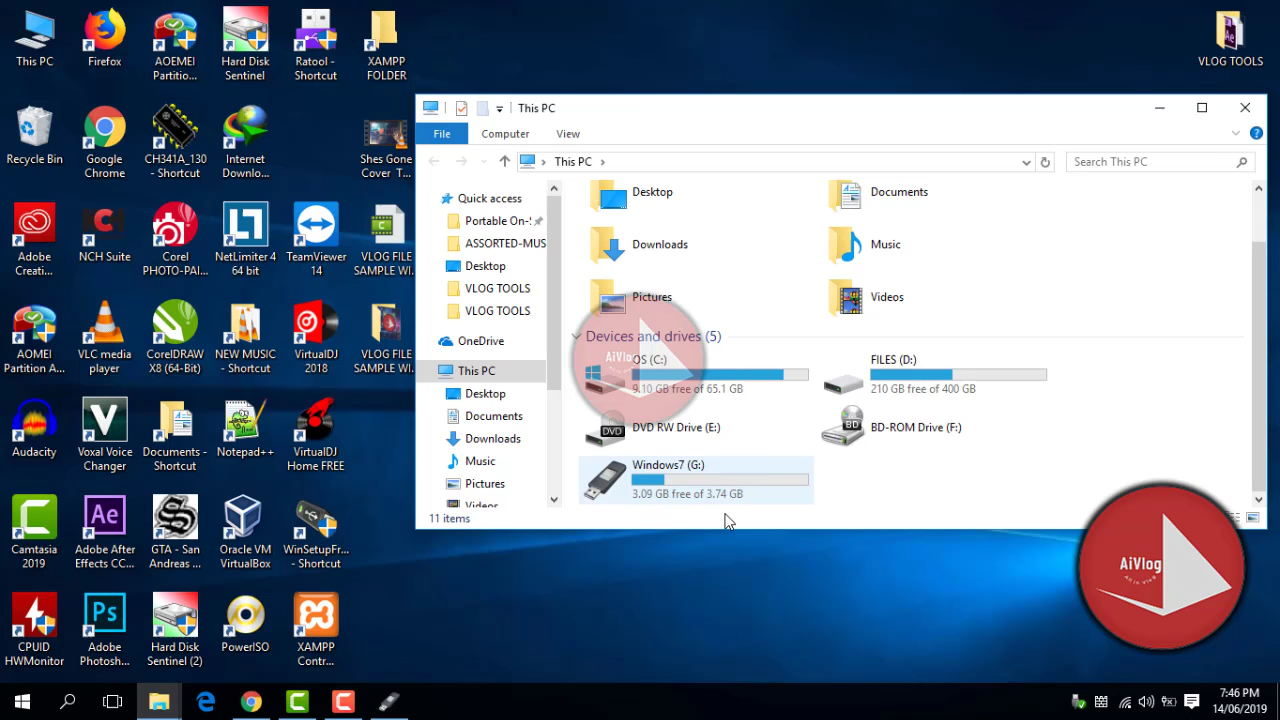 This PC
Firefox
AOEMEI
Partitio...
Hard Disk
Sentinel
Ratool -
Shortcut
XAMPP
FOLDER
VLOG TOOLS
Recycle Bin
Google
Chrome
CH341A_130
- Shortcut
Internet
Downlo...
Shes Gone
Cover T...
Adobe
Creati...
NCH Suite
Corel
PHOTO-PAI...
NetLimiter 4
64 bit
TeamViewer
14
VLOG FILE
SAMPLE WI...
AOMEI
Partition A...
VLC media
player
CorelDRAW
X8 (64-Bit)
NEW MUSIC
- Shortcut
VirtualDJ
2018
VLOG FILE
SAMPLE WI...
Audacity
Voxal Voice
Changer
Documents -
Shortcut
Notepad++
VirtualDJ
Home FREE
Camtasia
2019
Adobe After
Effects CC...
GTA - San
Andreas ...
Oracle VM
VirtualBox
WinSetupFr...
- Shortcut
CPUID
HWMonitor
Adobe
Photosh...
Hard Disk
Sentinel (2)
PowerISO
XAMPP
Contr...
This PC
File
Computer
View
This PC
Search This PC
Quick access
Portable On-
ASSORTED-MUS
Desktop
VLOG TOOLS
VLOG TOOLS
OneDrive
This PC
Desktop
Documents
Downloads
Music
Pictures
Videos
Desktop
Documents
Downloads
Music
Pictures
Videos
Devices and drives (5)
OS (C:)
9.10 GB free of 65.1 GB
FILES (D:)
210 GB free of 400 GB
DVD RW Drive (E:)
BD-ROM Drive (F:)
Windows7 (G:)
3.09 GB free of 3.74 GB
11 items
AiVlog
AiVlog
All in Vlog
7:46 PM
14/06/2019